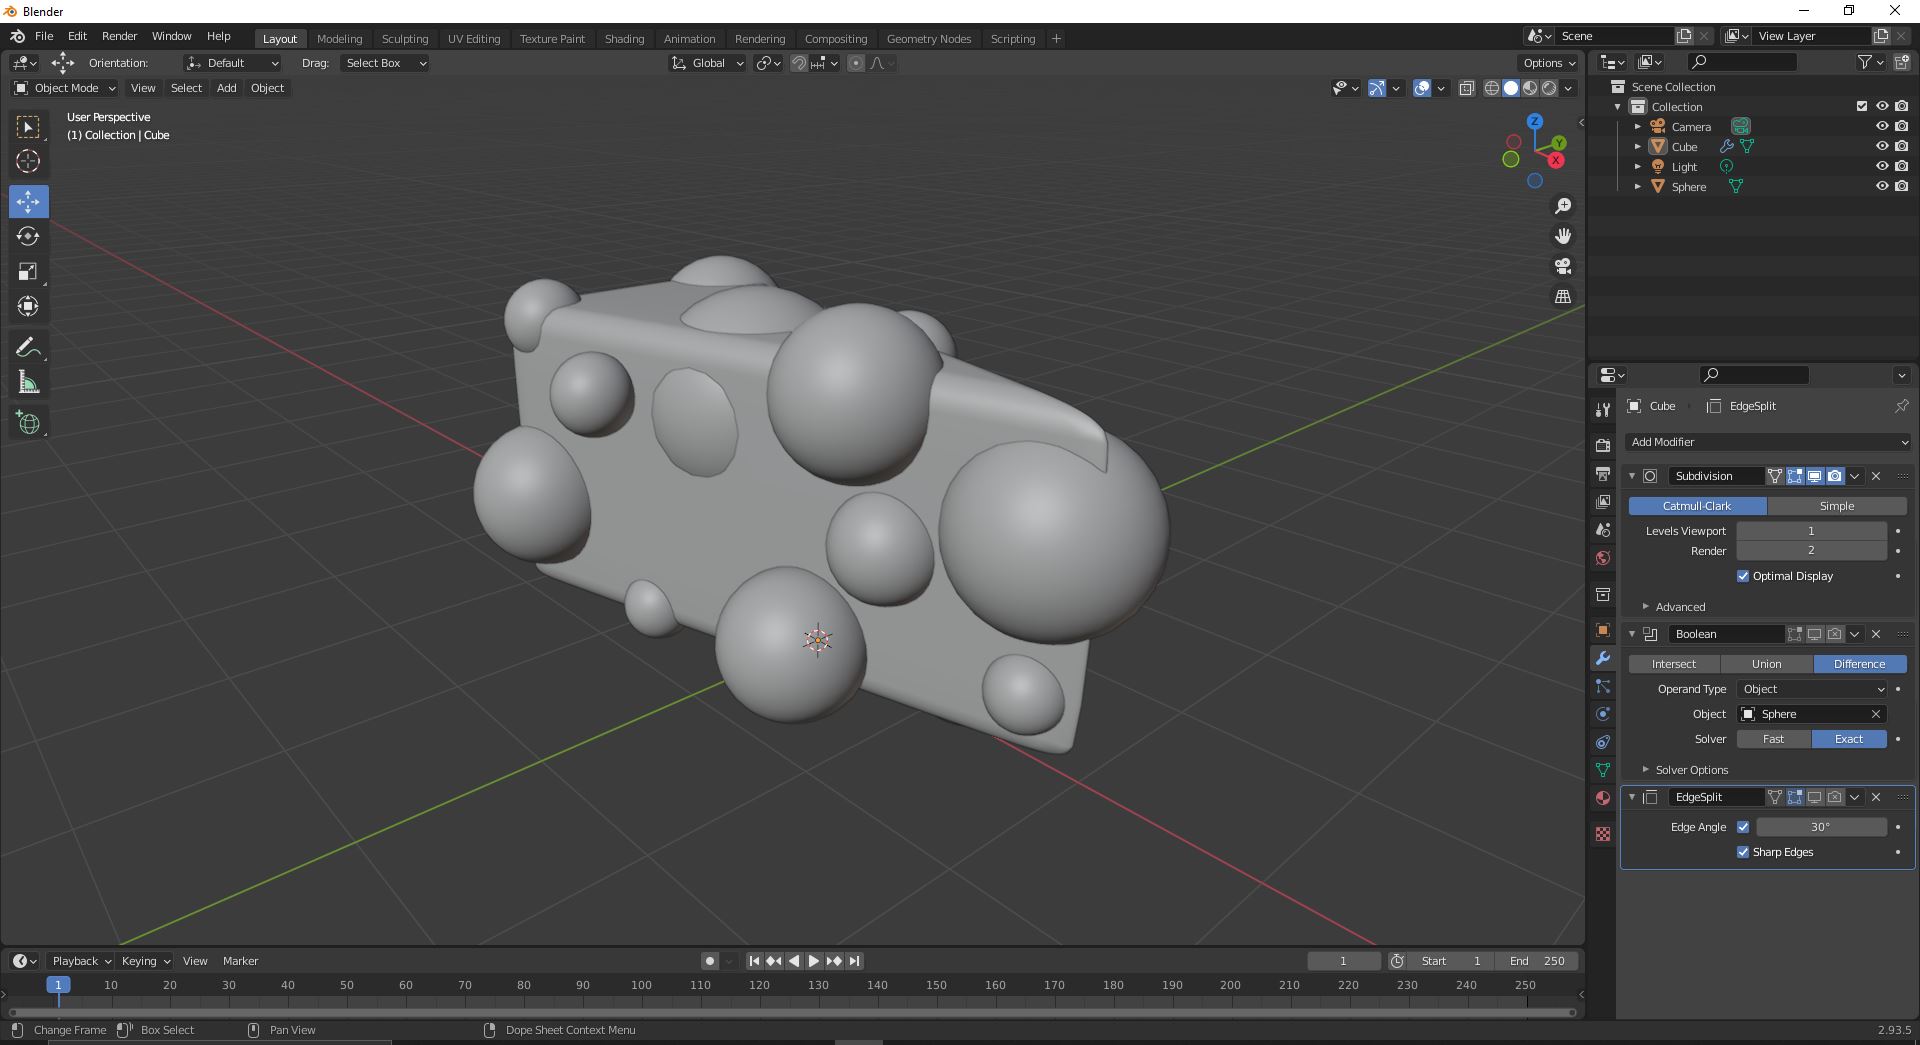 Blender
File Edit Render Window Help Layout Modeling Sculpting UV Editing Texture Paint Shading Animation Rendering Compositing Geometry Nodes Scripting + Scene View Layer
Orientation: Default Drag: Select Box Global Options
Object Mode View Select Add Object
User Perspective
(1) Collection | Cube
Z
Y
X
Scene Collection
Collection
Camera
Cube
Light
Sphere
Cube EdgeSplit
Add Modifier
Subdivision
Catmull-Clark Simple
Levels Viewport 1
Render 2
Optimal Display
Advanced
Boolean
Intersect Union Difference
Operand Type Object
Object Sphere
Solver Fast Exact
Solver Options
EdgeSplit
Edge Angle 30°
Sharp Edges
Playback Keying View Marker 1 Start 1 End 250
1 10 20 30 40 50 60 70 80 90 100 110 120 130 140 150 160 170 180 190 200 210 220 230 240 250
Change Frame Box Select Pan View Dope Sheet Context Menu 2.93.5